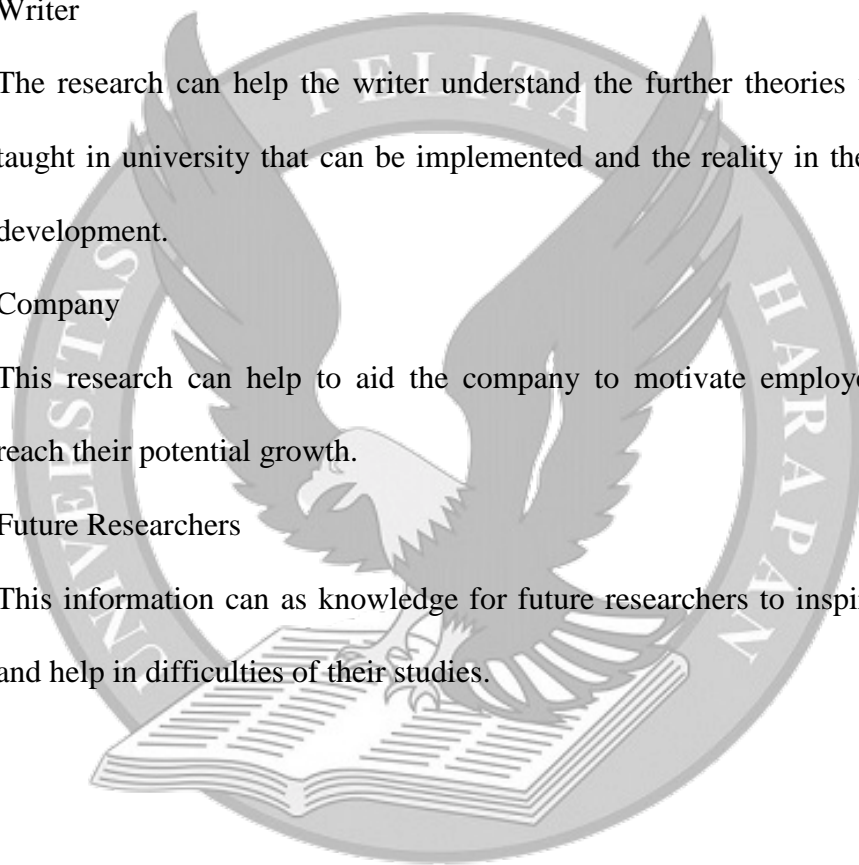 Writer
The research can help the writer understand the further theories
taught in university that can be implemented and the reality in the
development.
Company
This research can help to aid the company to motivate
reach their potential growth.
Future Researchers
This information can as knowledge for future researchers to
and help in difficulties of their studies.
UNIVERSITAS PELITA HARAPAN